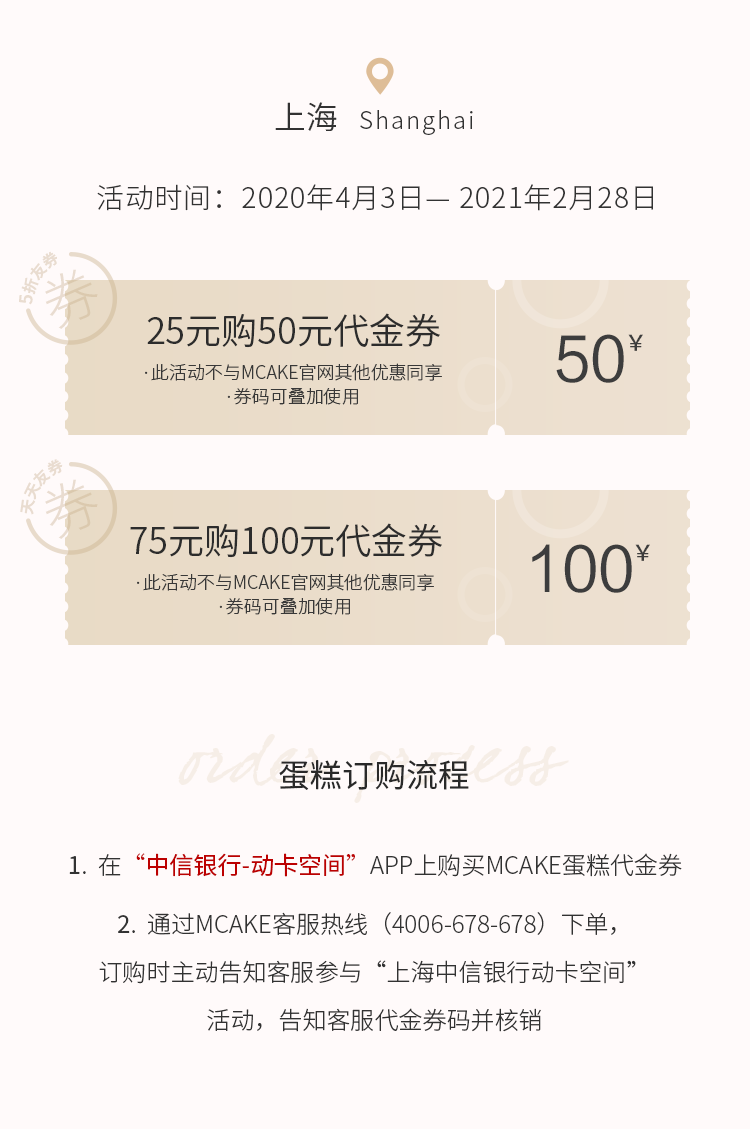 上海 Shanghai
活动时间：2020年4月3日— 2021年2月28日
5折友券
券
25元购50元代金券
·此活动不与MCAKE官网其他优惠同享
·券码可叠加使用
50¥
天天友券
券
75元购100元代金券
·此活动不与MCAKE官网其他优惠同享
·券码可叠加使用
100¥
order process
蛋糕订购流程
1. 在“中信银行-动卡空间”APP上购买MCAKE蛋糕代金券
2. 通过MCAKE客服热线（4006-678-678）下单，
订购时主动告知客服参与“上海中信银行动卡空间”
活动，告知客服代金券码并核销